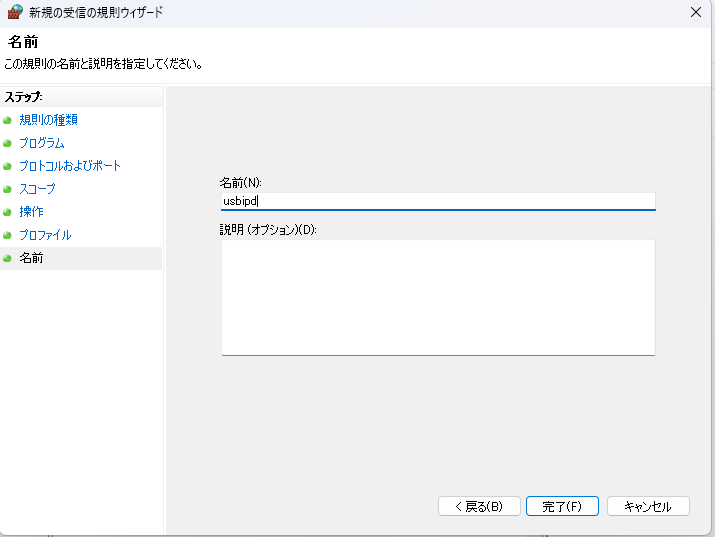 新規の受信の規則ウィザード
名前
この規則の名前と説明を指定してください。
ステップ:
規則の種類
プログラム
プロトコルおよびポート
スコープ
操作
プロファイル
名前
名前(N):
usbipd
説明 (オプション)(D):
< 戻る(B)
完了(F)
キャンセル